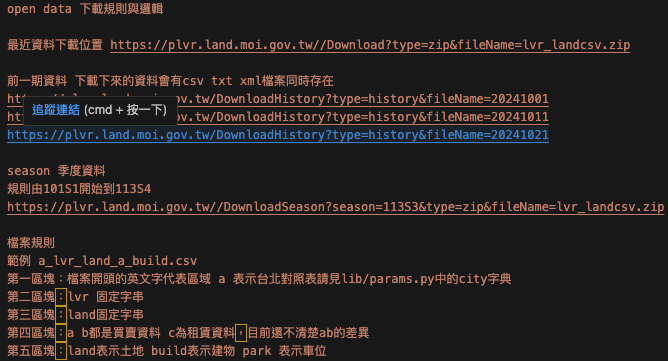 open data 下載規則與邏輯
最近資料下載位置 https://plvr.land.moi.gov.tw//Download?type=zip&fileName=lvr_landcsv.zip
前一期資料 下載下來的資料會有csv txt xml檔案同時存在
gov.tw/DownloadHistory?type=history&fileName=20241001
追蹤連結 (cmd + 按一下)
gov.tw/DownloadHistory?type=history&fileName=20241011
https://plvr.land.moi.gov.tw/DownloadHistory?type=history&fileName=20241021
season 季度資料
規則由101S1開始到113S4
https://plvr.land.moi.gov.tw//DownloadSeason?season=113S3&type=zip&fileName=lvr_landcsv.zip
檔案規則
範例 a_lvr_land_a_build.csv
第一區塊：檔案開頭的英文字代表區域 a 表示台北對照表請見lib/params.py中的city字典
第二區塊：lvr 固定字串
第三區塊：land固定字串
第四區塊：a b都是買賣資料 c為租賃資料，目前還不清楚ab的差異
第五區塊：land表示土地 build表示建物 park 表示車位